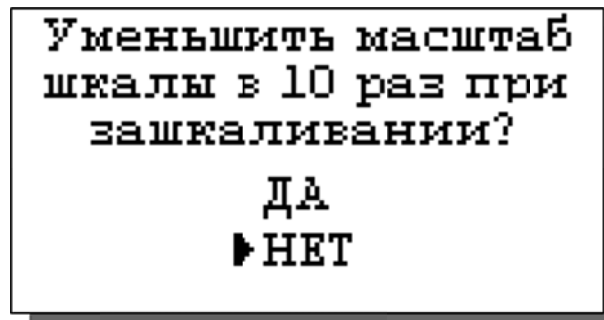 Уменьшить масштаб
шкалы в 10 раз при
зашкаливании?
ДА
НЕТ